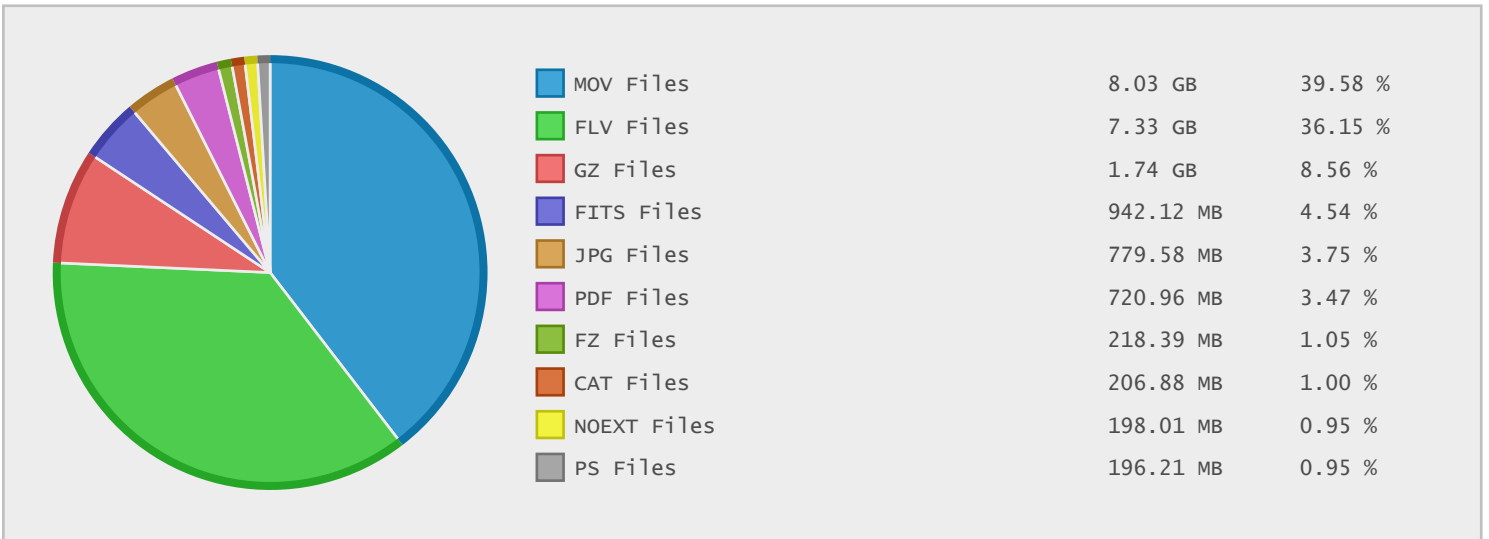 MOV Files 8.03 GB 39.58 %
FLV Files 7.33 GB 36.15 %
GZ Files 1.74 GB 8.56 %
FITS Files 942.12 MB 4.54 %
JPG Files 779.58 MB 3.75 %
PDF Files 720.96 MB 3.47 %
FZ Files 218.39 MB 1.05 %
CAT Files 206.88 MB 1.00 %
NOEXT Files 198.01 MB 0.95 %
PS Files 196.21 MB 0.95 %